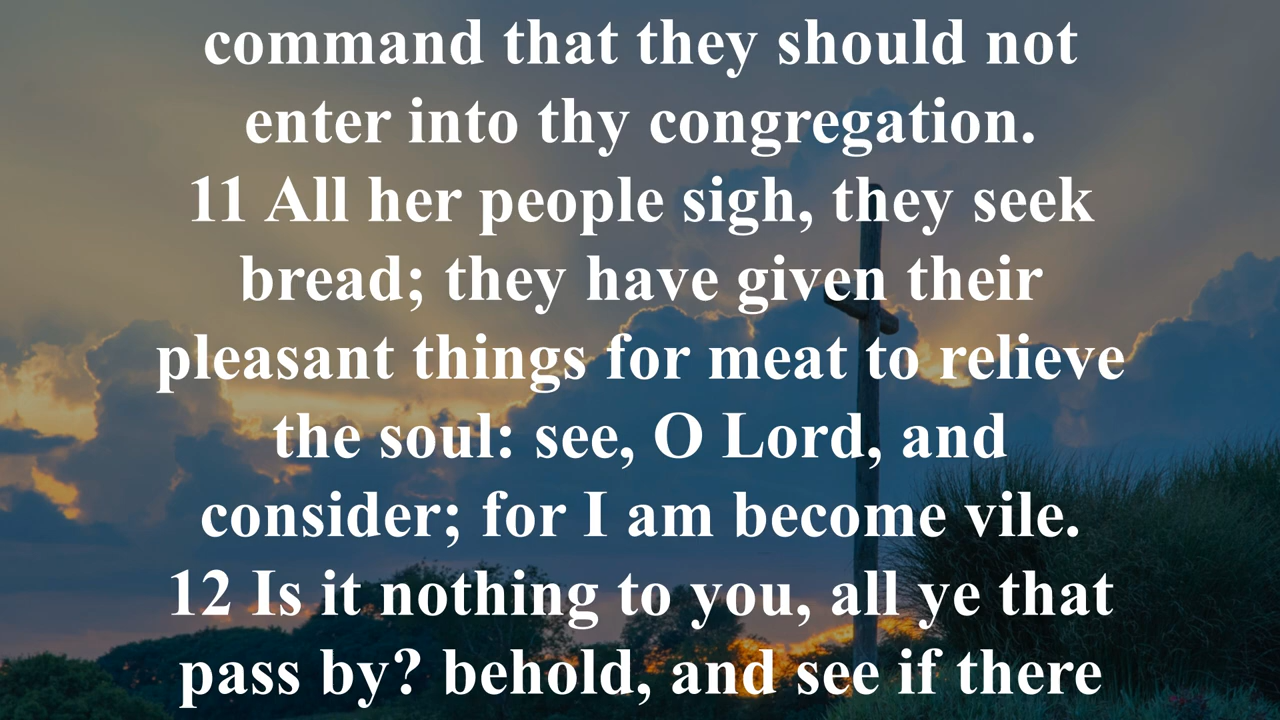 command that they should not
enter into thy congregation.
11 All her people sigh, they seek
bread; they have given their
pleasant things for meat to relieve
the soul: see, O Lord, and
consider; for I am become vile.
12 Is it nothing to you, all ye that
pass by? behold, and see if there